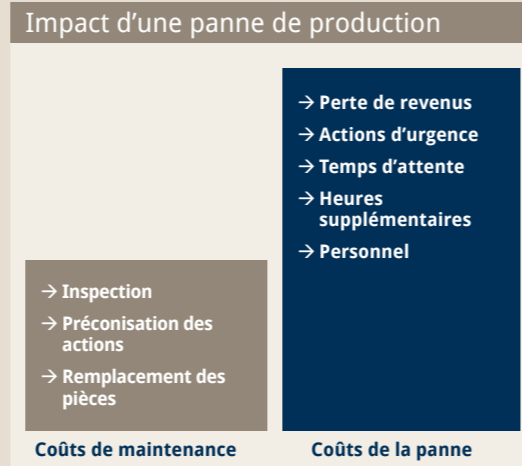 Impact d’une panne de production
→ Perte de revenus
→ Actions d’urgence
→ Temps d’attente
→ Heures
supplémentaires
→ Personnel
→ Inspection
→ Préconisation des
actions
→ Remplacement des
pièces
Coûts de maintenance
Coûts de la panne